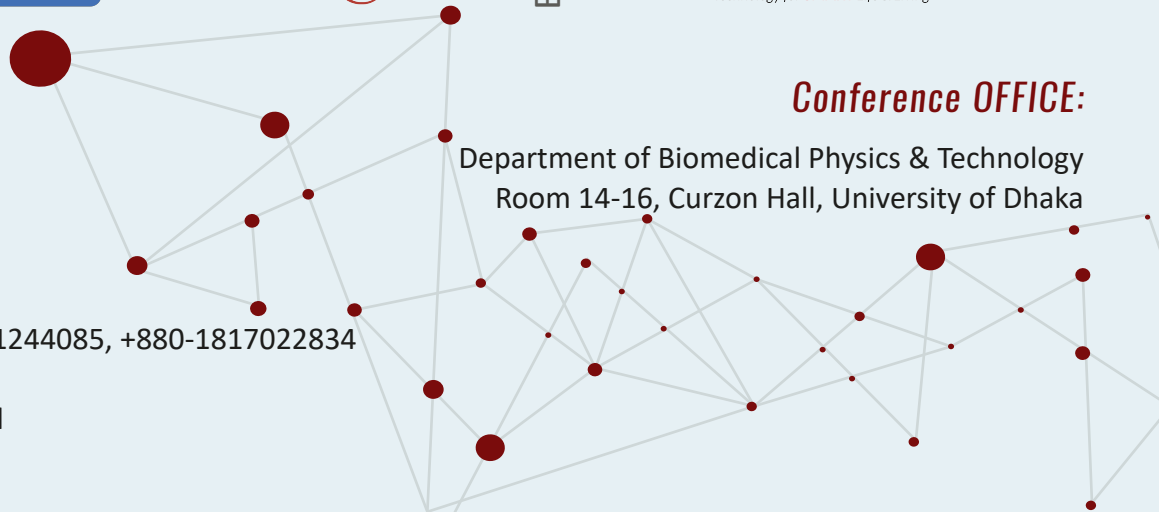 Conference OFFICE:
Department of Biomedical Physics & Technology
Room 14-16, Curzon Hall, University of Dhaka
1244085, +880-1817022834